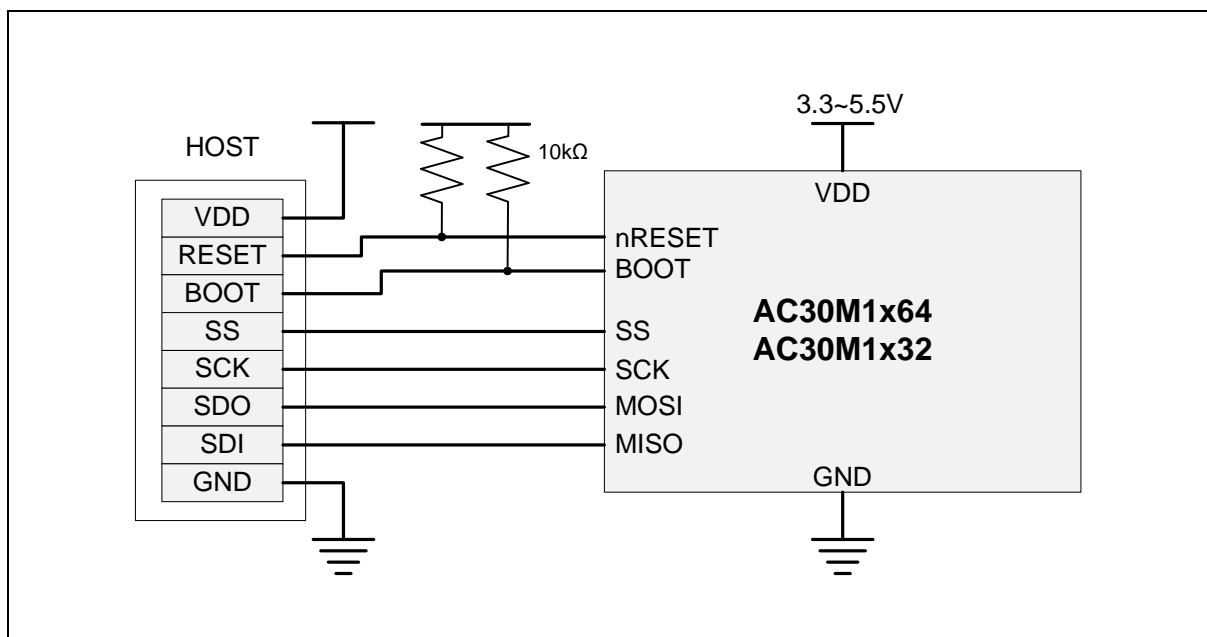 3.3~5.5V
HOST
10kΩ
VDD
VDD
RESET
nRESET
BOOT
BOOT
AC30M1x64
AC30M1x32
SS
SS
SCK
SCK
SDO
MOSI
SDI
MISO
GND
GND